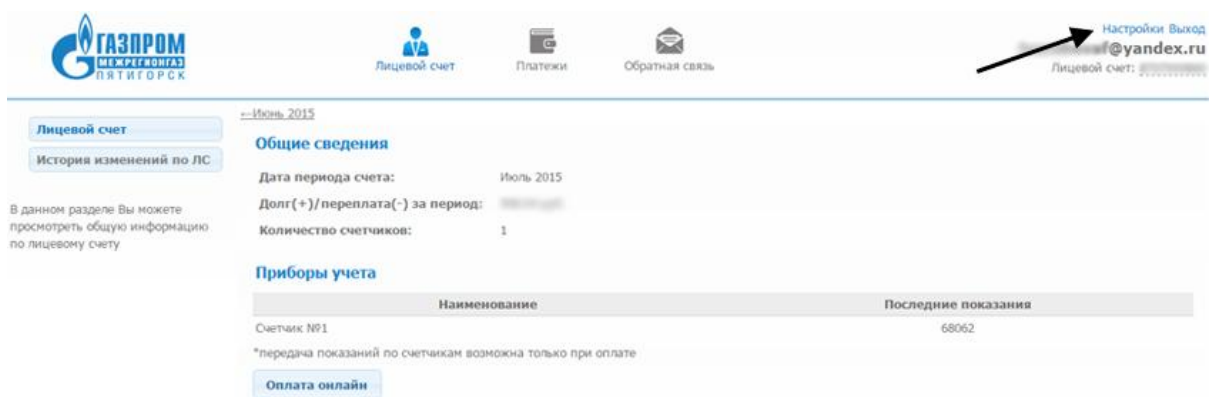 ГАЗПРОМ
МЕЖРЕГИОНГАЗ
ПЯТИГОРСК
Лицевой счет
Платежи
Обратная связь
Настройки Выход
@yandex.ru
Лицевой счет:
Лицевой счет
История изменений по ЛС
В данном разделе Вы можете
просмотреть общую информацию
по лицевому счету
←Июнь 2015
Общие сведения
Дата периода счета: Июль 2015
Долг(+)/переплата(-) за период:
Количество счетчиков: 1
Приборы учета
Наименование Последние показания
Счетчик №1 68062
*передача показаний по счетчикам возможна только при оплате
Оплата онлайн